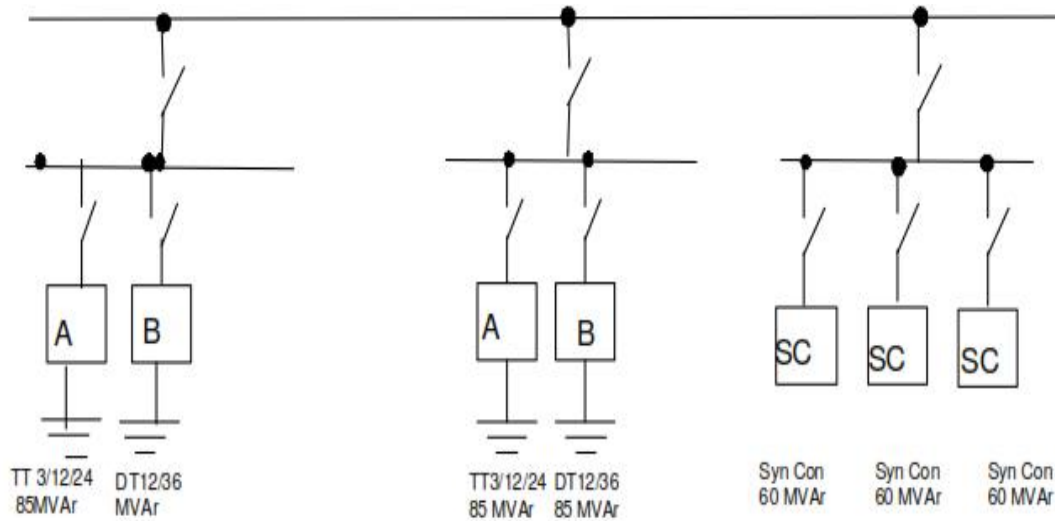 A
B
A
B
SC
SC
SC
TT 3/12/24
85MVAr
DT12/36
MVAr
TT3/12/24
85 MVAr
DT12/36
85 MVAr
Syn Con
60 MVAr
Syn Con
60 MVAr
Syn Con
60 MVAr